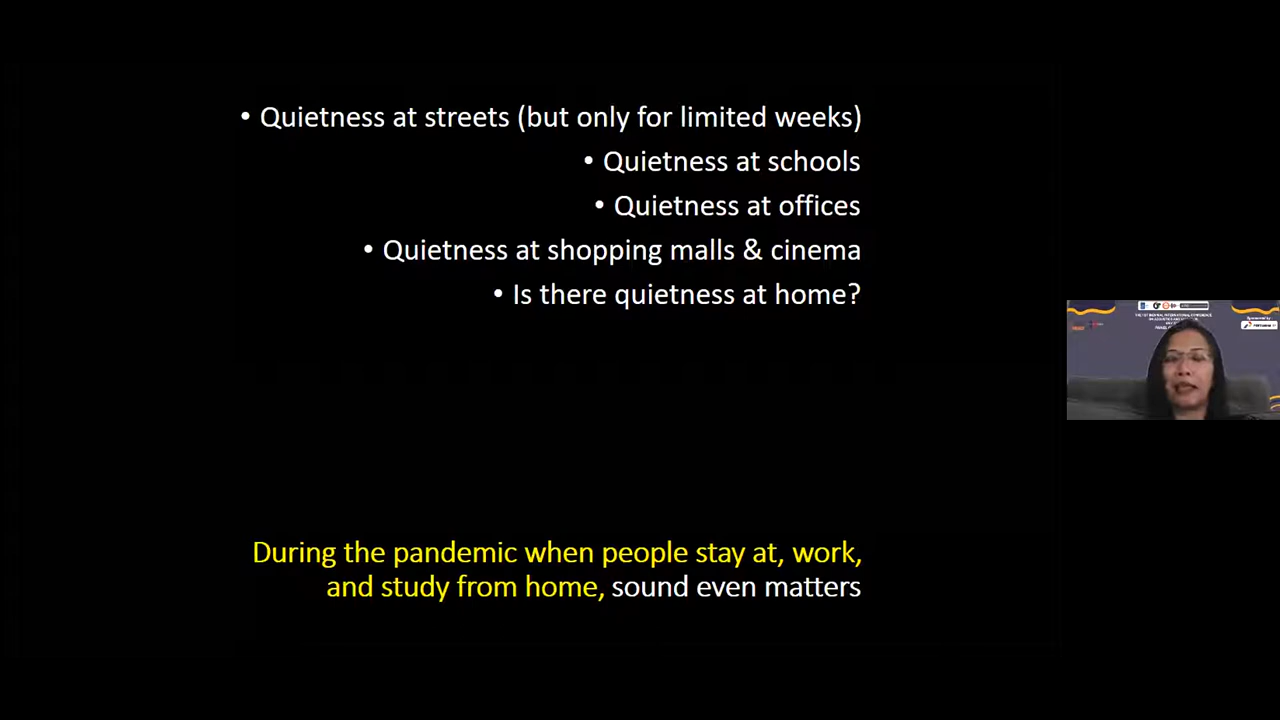 • Quietness at streets (but only for limited weeks)
• Quietness at schools
• Quietness at offices
• Quietness at shopping malls & cinema
• Is there quietness at home?
During the pandemic when people stay at, work,
and study from home, sound even matters
Sponsored by